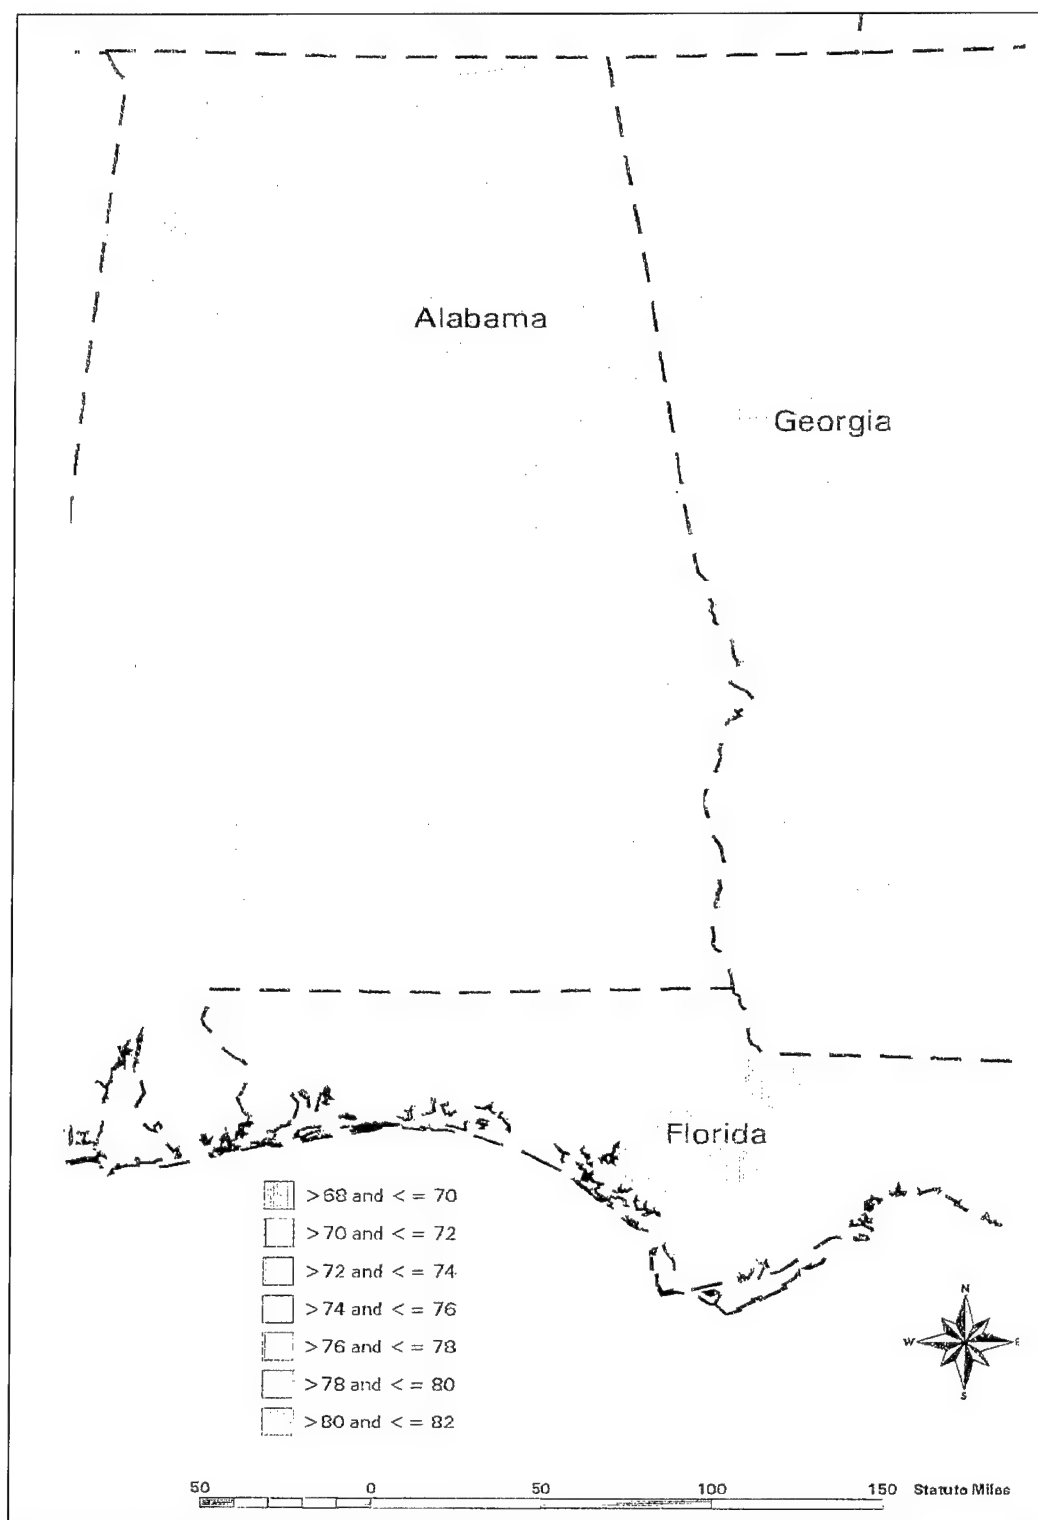 Alabama
Georgia
Florida
>68 and <= 70
>70 and <= 72
>72 and <= 74
>74 and <= 76
>76 and <= 78
>78 and <= 80
>80 and <= 82
N
W E
S
50 0 50 100 150 Statute Miles